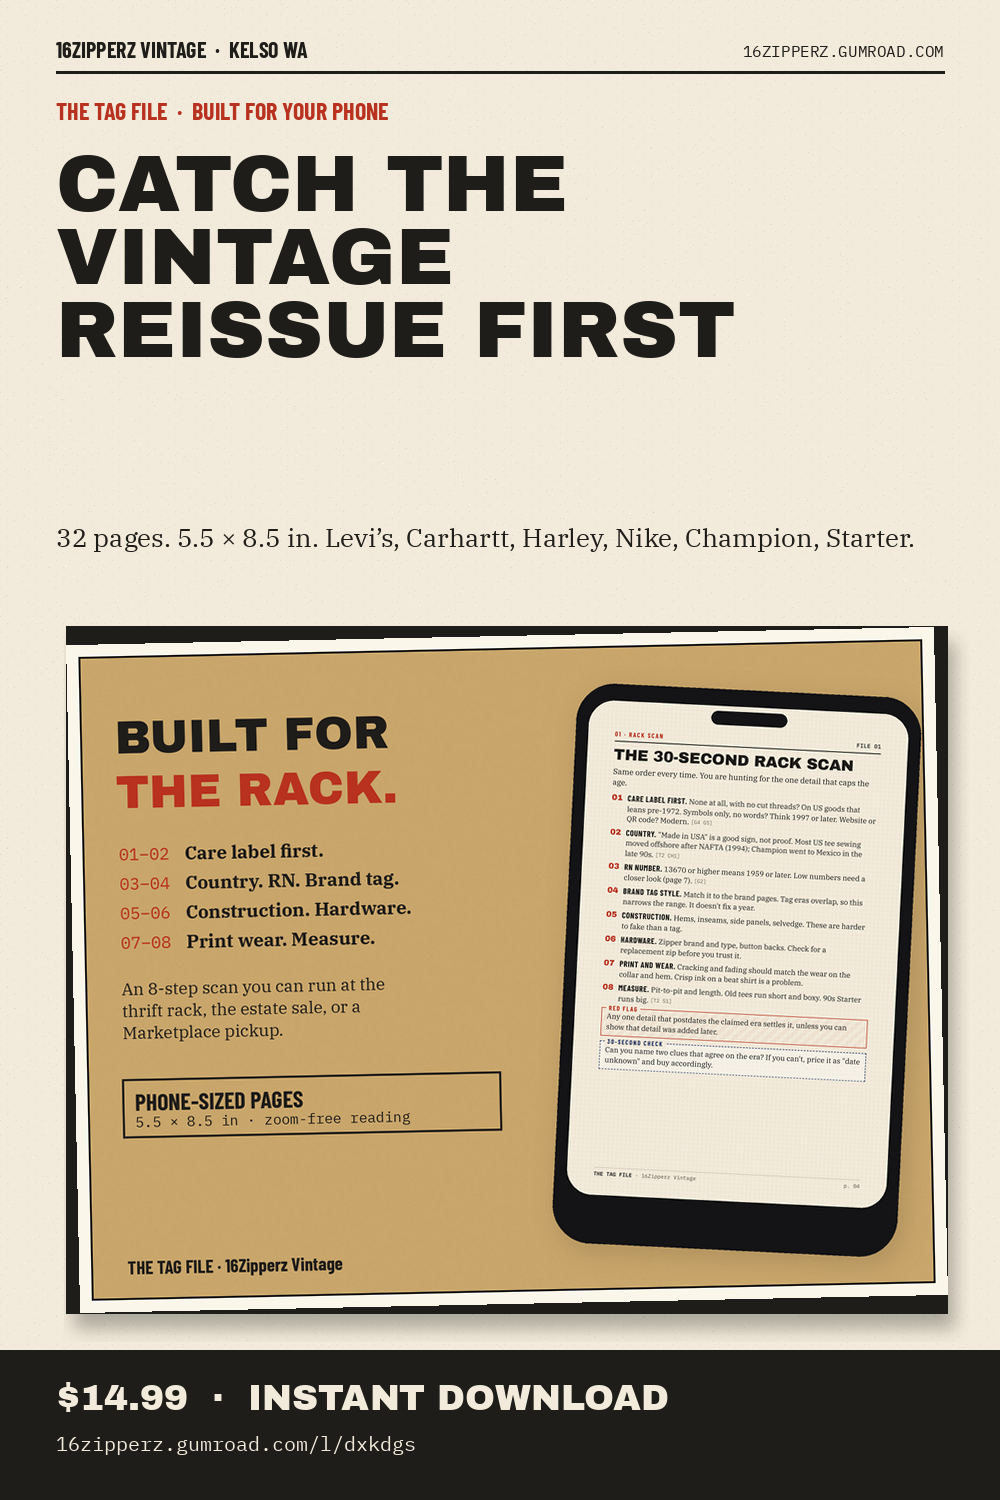 16ZIPPERZ VINTAGE · KELSO WA
16ZIPPERZ.GUMROAD.COM
THE TAG FILE · BUILT FOR YOUR PHONE
CATCH THE
VINTAGE
REISSUE FIRST
32 pages. 5.5 × 8.5 in. Levi’s, Carhartt, Harley, Nike, Champion, Starter.
BUILT FOR
THE RACK.
01–02 Care label first.
03–04 Country. RN. Brand tag.
05–06 Construction. Hardware.
07–08 Print wear. Measure.
An 8-step scan you can run at the
thrift rack, the estate sale, or a
Marketplace pickup.
PHONE-SIZED PAGES
5.5 × 8.5 in · zoom-free reading
THE TAG FILE · 16Zipperz Vintage
01 · RACK SCAN
FILE 01
THE 30-SECOND RACK SCAN
Same order every time. You are hunting for the one detail that caps the
age.
01 CARE LABEL FIRST. None at all, with no cut threads? On US goods that
leans pre-1972. Symbols only, no words? Think 1997 or later. Website or
QR code? Modern. [G4 G5]
02 COUNTRY. "Made in USA" is a good sign, not proof. Most US tee sewing
moved offshore after NAFTA (1994); Champion went to Mexico in the
late 90s. [T2 CH1]
03 RN NUMBER. 13670 or higher means 1959 or later. Low numbers need a
closer look (page 7). [G2]
04 BRAND TAG STYLE. Match it to the brand pages. Tag eras overlap, so this
narrows the range. It doesn't fix a year.
05 CONSTRUCTION. Hems, inseams, side panels, selvedge. These are harder
to fake than a tag.
06 HARDWARE. Zipper brand and type, button backs. Check for a
replacement zip before you trust it.
07 PRINT AND WEAR. Cracking and fading should match the wear on the
collar and hem. Crisp ink on a beat shirt is a problem.
08 MEASURE. Pit-to-pit and length. Old tees run short and boxy. 90s Starter
runs big. [T2 S1]
RED FLAG
Any one detail that postdates the claimed era settles it, unless you can
show that detail was added later.
30-SECOND CHECK
Can you name two clues that agree on the era? If you can't, price it as "date
unknown" and buy accordingly.
THE TAG FILE · 16Zipperz Vintage
p. 04
$14.99 · INSTANT DOWNLOAD
16zipperz.gumroad.com/l/dxkdgs